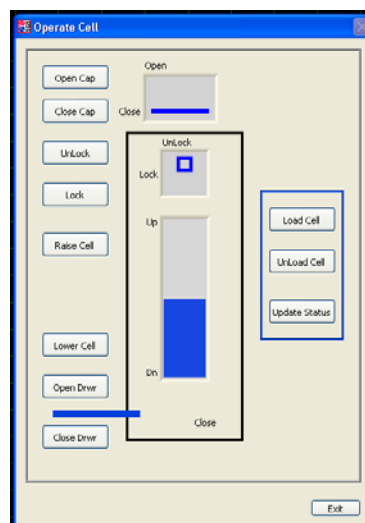 Operate Cell
Open Cap
Open
Close Cap
Close
UnLock
UnLock
Lock
Lock
Up
Load Cell
Raise Cell
UnLoad Cell
Update Status
Lower Cell
Dn
Open Drwr
Close
Close Drwr
Exit